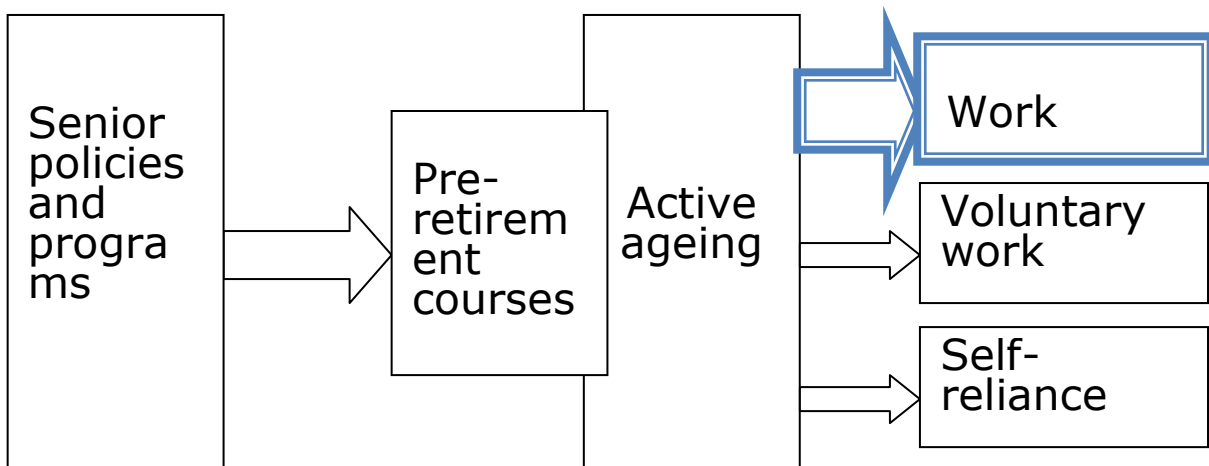 Senior
policies
and
progra
ms
Pre-
retirem
ent
courses
Active
ageing
Work
Voluntary
work
Self-
reliance